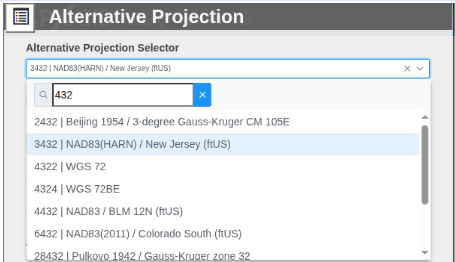 Alternative Projection
Alternative Projection Selector
3432 | NAD83(HARN) / New Jersey (ftUS)
432
2432 | Beijing 1954 / 3-degree Gauss-Kruger CM 105E
3432 | NAD83(HARN) / New Jersey (ftUS)
4322 | WGS 72
4324 | WGS 72BE
4432 | NAD83 / BLM 12N (ftUS)
6432 | NAD83(2011) / Colorado South (ftUS)
28432 | Pulkovo 1942 / Gauss-Kruger zone 32